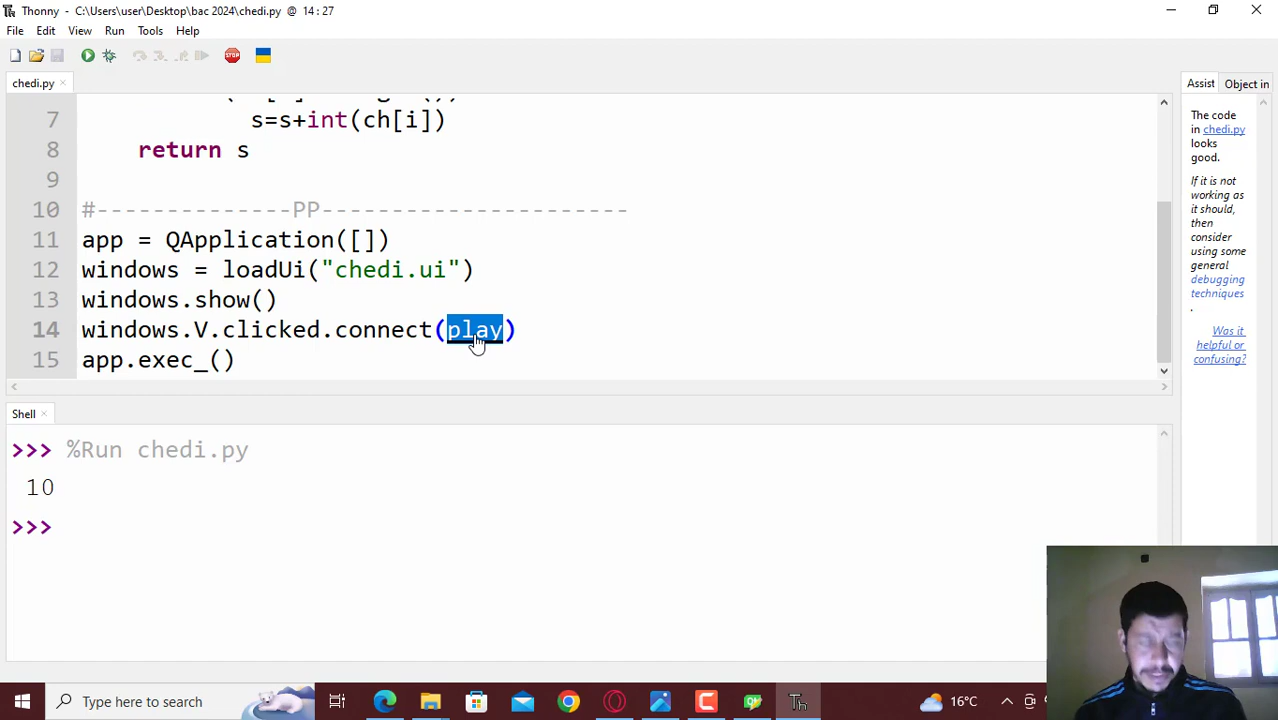 Thonny - C:\Users\user\Desktop\bac 2024\chedi.py @ 14 : 27
File Edit View Run Tools Help
STOP
chedi.py
Assist Object in
7 s=s+int(ch[i])
8 return s
9
10 #--------------PP----------------------
11 app = QApplication([])
12 windows = loadUi("chedi.ui")
13 windows.show()
14 windows.V.clicked.connect(play)
15 app.exec_()
The code
in chedi.py
looks
good.
If it is not
working as
it should,
then
consider
using some
general
debugging
techniques
.
Was it
helpful or
confusing?
Shell
>>> %Run chedi.py
10
>>>
Type here to search
16°C